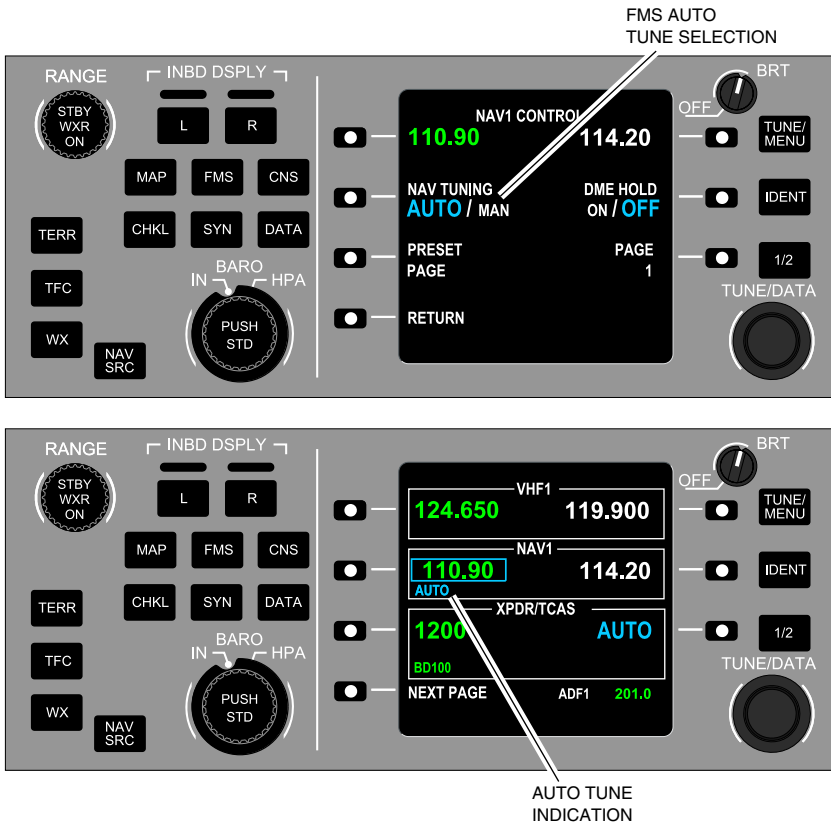 FMS AUTO
TUNE SELECTION
RANGE
INBD DSPLY
BRT
OFF
STBY
WXR
ON
L
R
NAV1 CONTROL
110.90
114.20
TUNE/
MENU
MAP
FMS
CNS
NAV TUNING
AUTO / MAN
DME HOLD
ON / OFF
IDENT
TERR
CHKL
SYN
DATA
PRESET
PAGE
PAGE
1
1/2
TFC
BARO
IN
HPA
TUNE/DATA
WX
PUSH
STD
RETURN
NAV
SRC
RANGE
INBD DSPLY
BRT
OFF
STBY
WXR
ON
L
R
VHF1
124.650
119.900
TUNE/
MENU
MAP
FMS
CNS
NAV1
110.90
114.20
AUTO
IDENT
TERR
CHKL
SYN
DATA
XPDR/TCAS
1200
AUTO
BD100
1/2
TFC
BARO
IN
HPA
TUNE/DATA
WX
PUSH
STD
NEXT PAGE
ADF1
201.0
NAV
SRC
AUTO TUNE
INDICATION